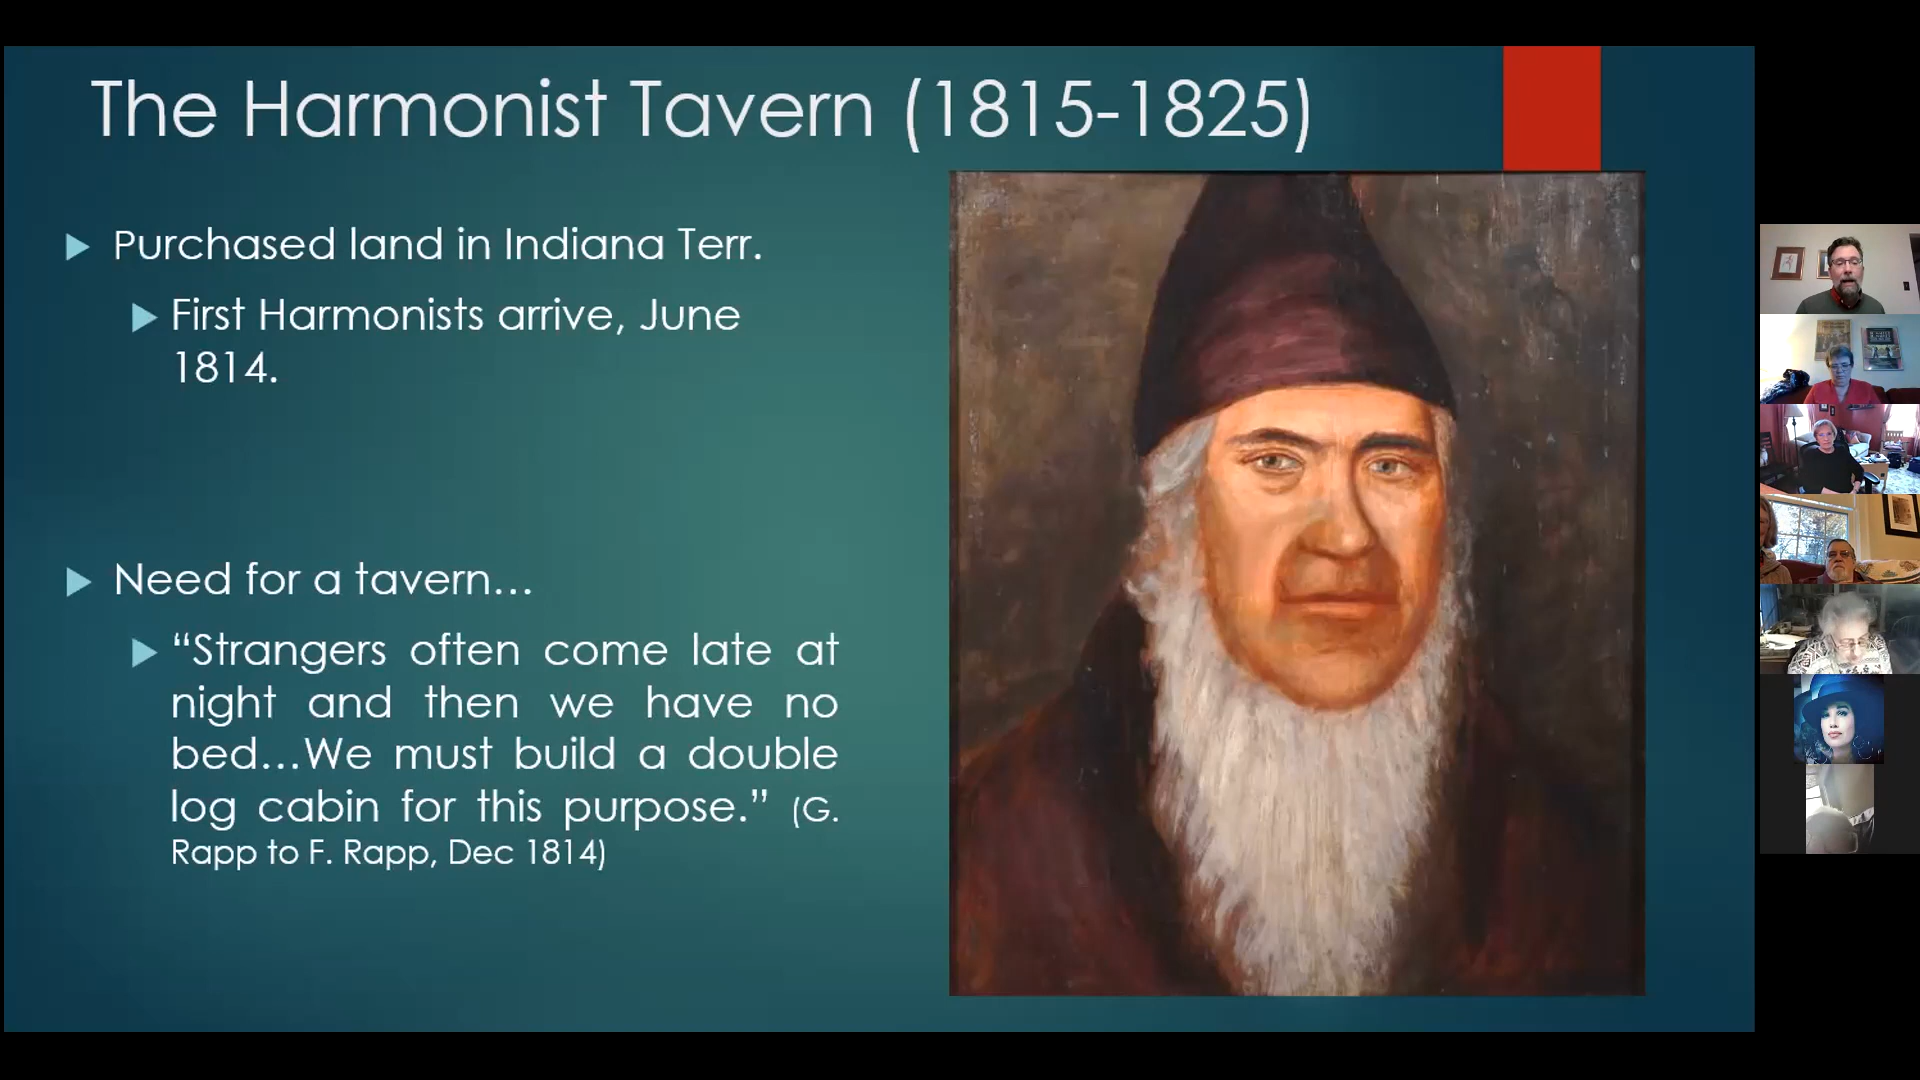 The Harmonist Tavern (1815-1825)
Purchased land in Indiana Terr.
First Harmonists arrive, June
1814.
Need for a tavern…
“Strangers often come late at
night and then we have no
bed…We must build a double
log cabin for this purpose.” (G.
Rapp to F. Rapp, Dec 1814)